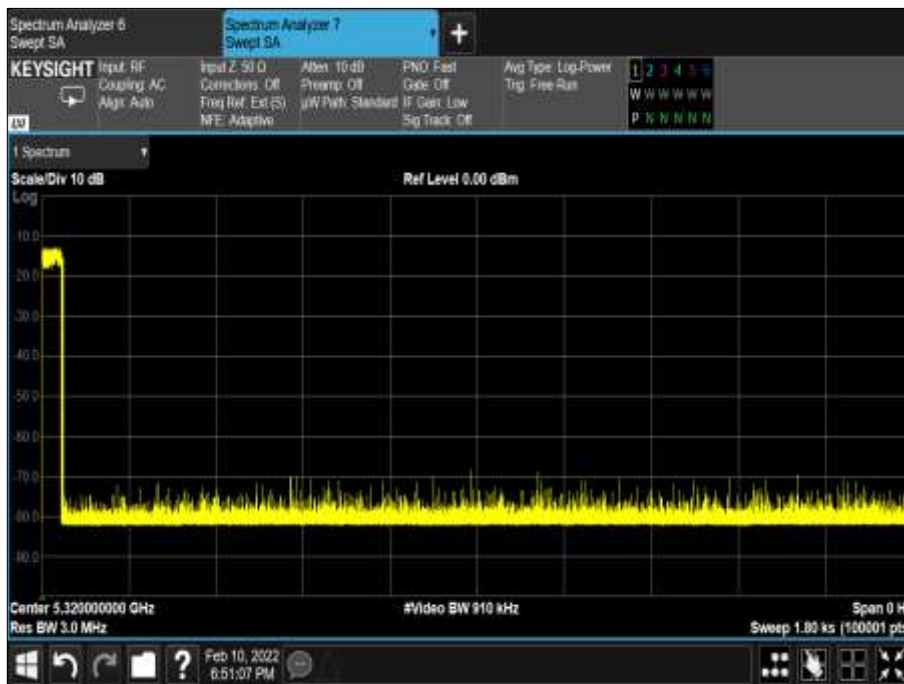 Spectrum Analyzer 6
Swept SA
Spectrum Analyzer 7
Swept SA
KEYSIGHT
Input: RF
Coupling: AC
Align: Auto
Input Z: 50 Ω
Corrections: Off
Freq Ref: Ext (S)
NFE: Adaptive
Atten: 10 dB
Preamp: Off
µW Path: Standard
PNO: Fast
Gate: Off
IF Gain: Low
Sig Track: Off
Avg Type: Log-Power
Trig: Free Run
1 2 3 4 5 6
W W W W W W
P N N N N N
1 Spectrum
Scale/Div 10 dB
Ref Level 0.00 dBm
Log
-10.0
-20.0
-30.0
-40.0
-50.0
-60.0
-70.0
-80.0
-90.0
Center 5.320000000 GHz
#Video BW 910 kHz
Span 0 H
Res BW 3.0 MHz
Sweep 1.80 ks (100001 pts
Feb 10, 2022
6:51:07 PM